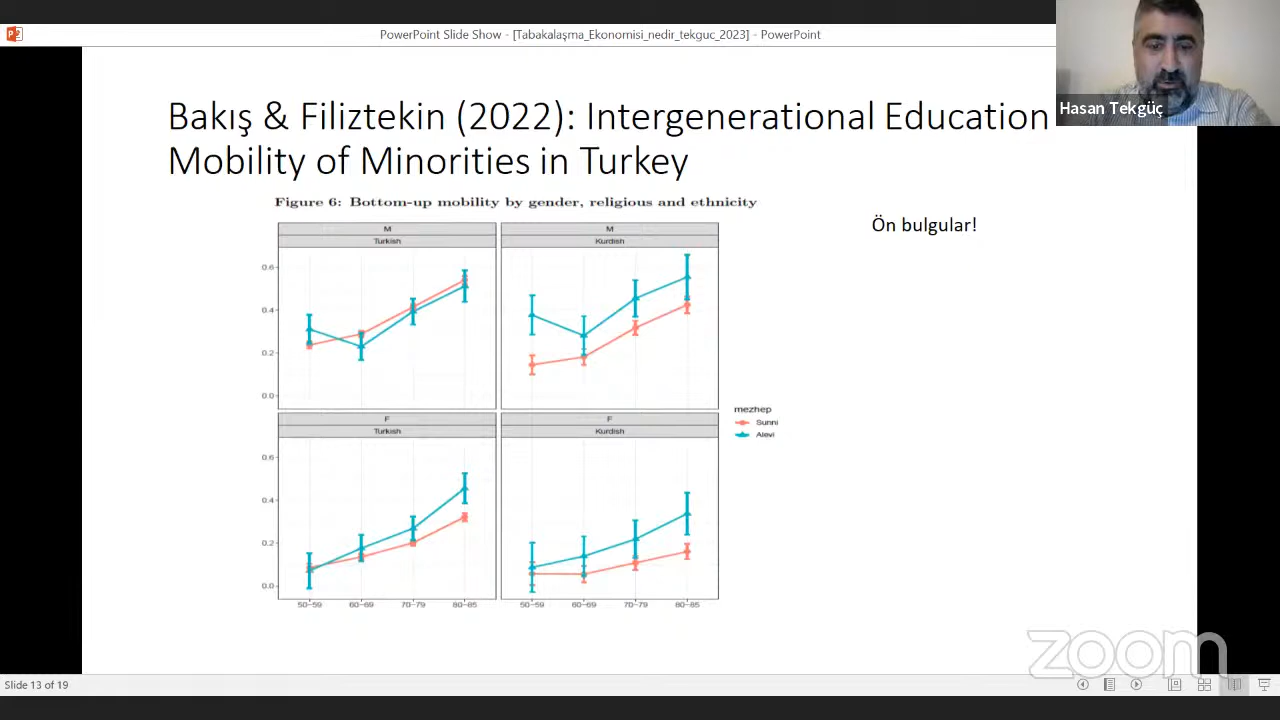 PowerPoint Slide Show - [Tabakalaşma_Ekonomisi_nedir_tekguc_2023] - PowerPoint
Hasan Tekgüç
Bakış & Filiztekin (2022): Intergenerational Education
Mobility of Minorities in Turkey
Figure 6: Bottom-up mobility by gender, religious and ethnicity
Ön bulgular!
M
M
Turkish
Kurdish
0.6
0.4
0.2
0.0
F
F
Turkish
Kurdish
0.6
0.4
0.2
0.0
50-59
60-69
70-79
80-85
50-59
60-69
70-79
80-85
mezhep
Sunni
Alevi
zoom
Slide 13 of 19